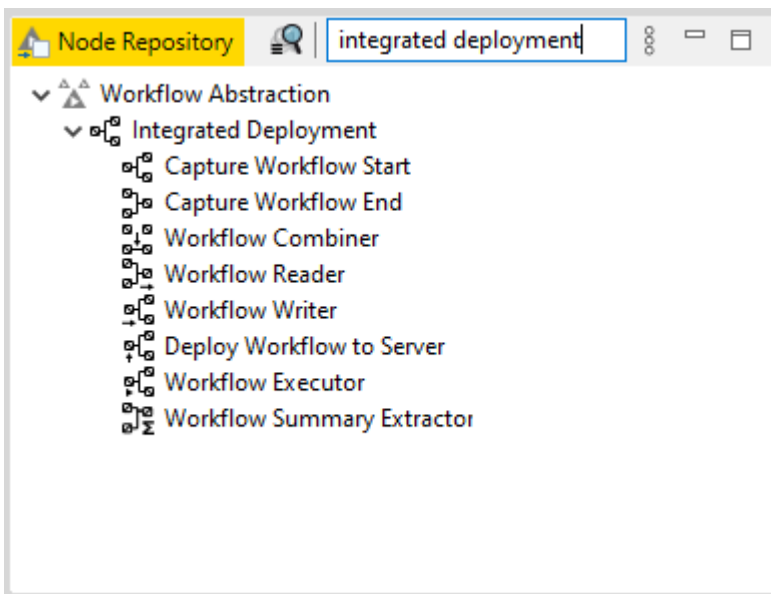 Node Repository
integrated deployment
Workflow Abstraction
Integrated Deployment
Capture Workflow Start
Capture Workflow End
Workflow Combiner
Workflow Reader
Workflow Writer
Deploy Workflow to Server
Workflow Executor
Workflow Summary Extractor